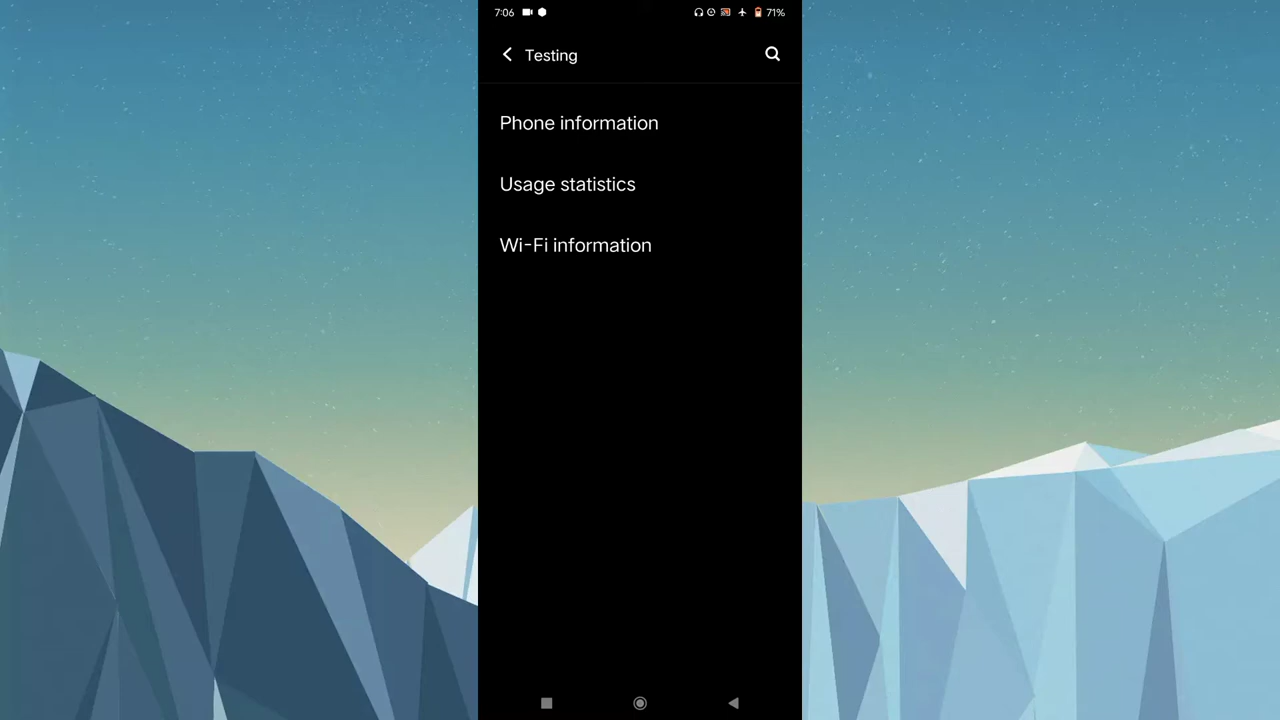 7:06
71%
Testing
Phone information
Usage statistics
Wi-Fi information